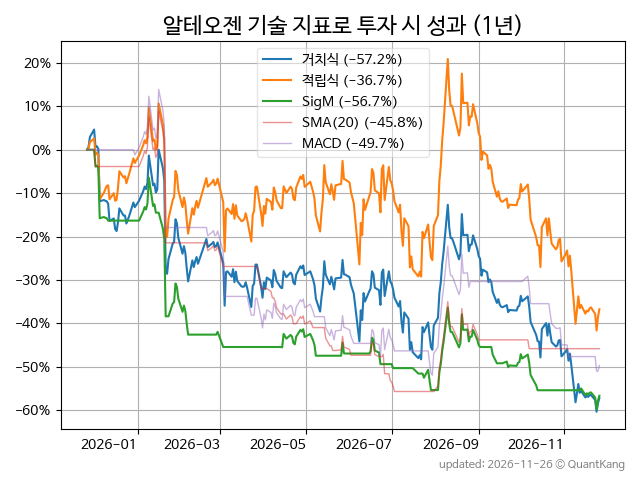 알테오젠 기술 지표로 투자 시 성과 (1년)
거치식 (-57.2%)
적립식 (-36.7%)
SigM (-56.7%)
SMA(20) (-45.8%)
MACD (-49.7%)
20%
10%
0%
-10%
-20%
-30%
-40%
-50%
-60%
2026-01 2026-03 2026-05 2026-07 2026-09 2026-11
updated: 2026-11-26 © QuantKang